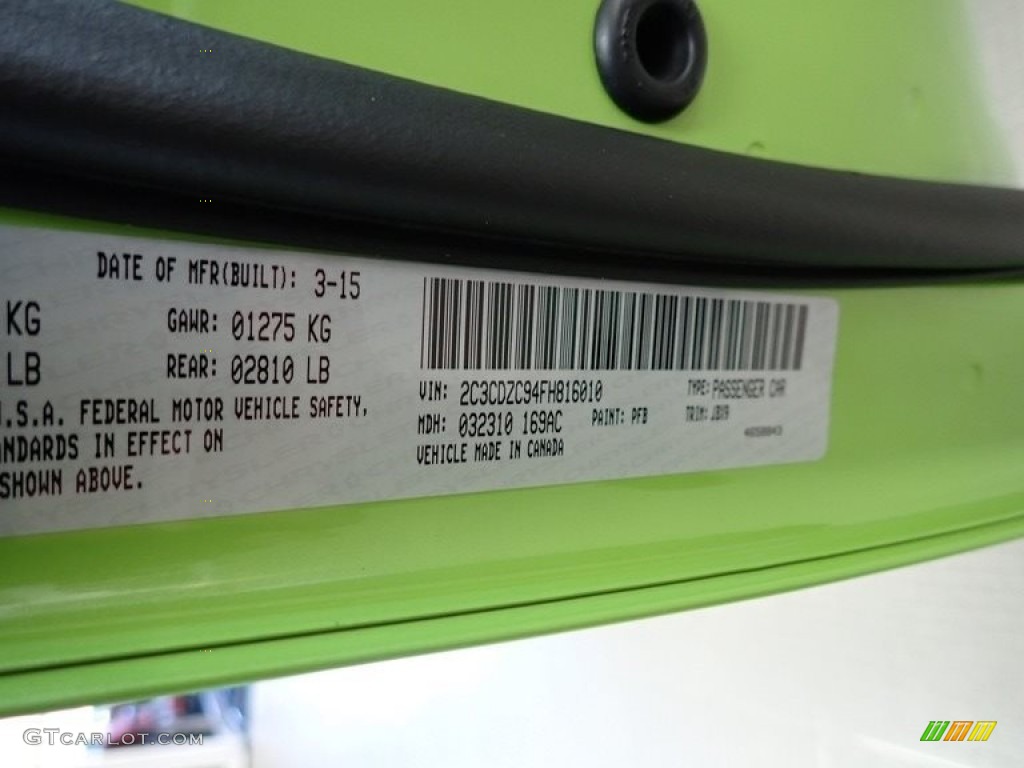 DATE OF MFR(BUILT): 3-15
KG GAWR: 01275 KG
LB REAR: 02810 LB
U.S.A. FEDERAL MOTOR VEHICLE SAFETY,
ANDARDS IN EFFECT ON
SHOWN ABOVE.
VIN: 2C3CDZC94FH816010 TYPE: PASSENGER CAR
MDH: 032310 169AC PAINT: PFB TRIM:
VEHICLE MADE IN CANADA
GTCARLOT.COM